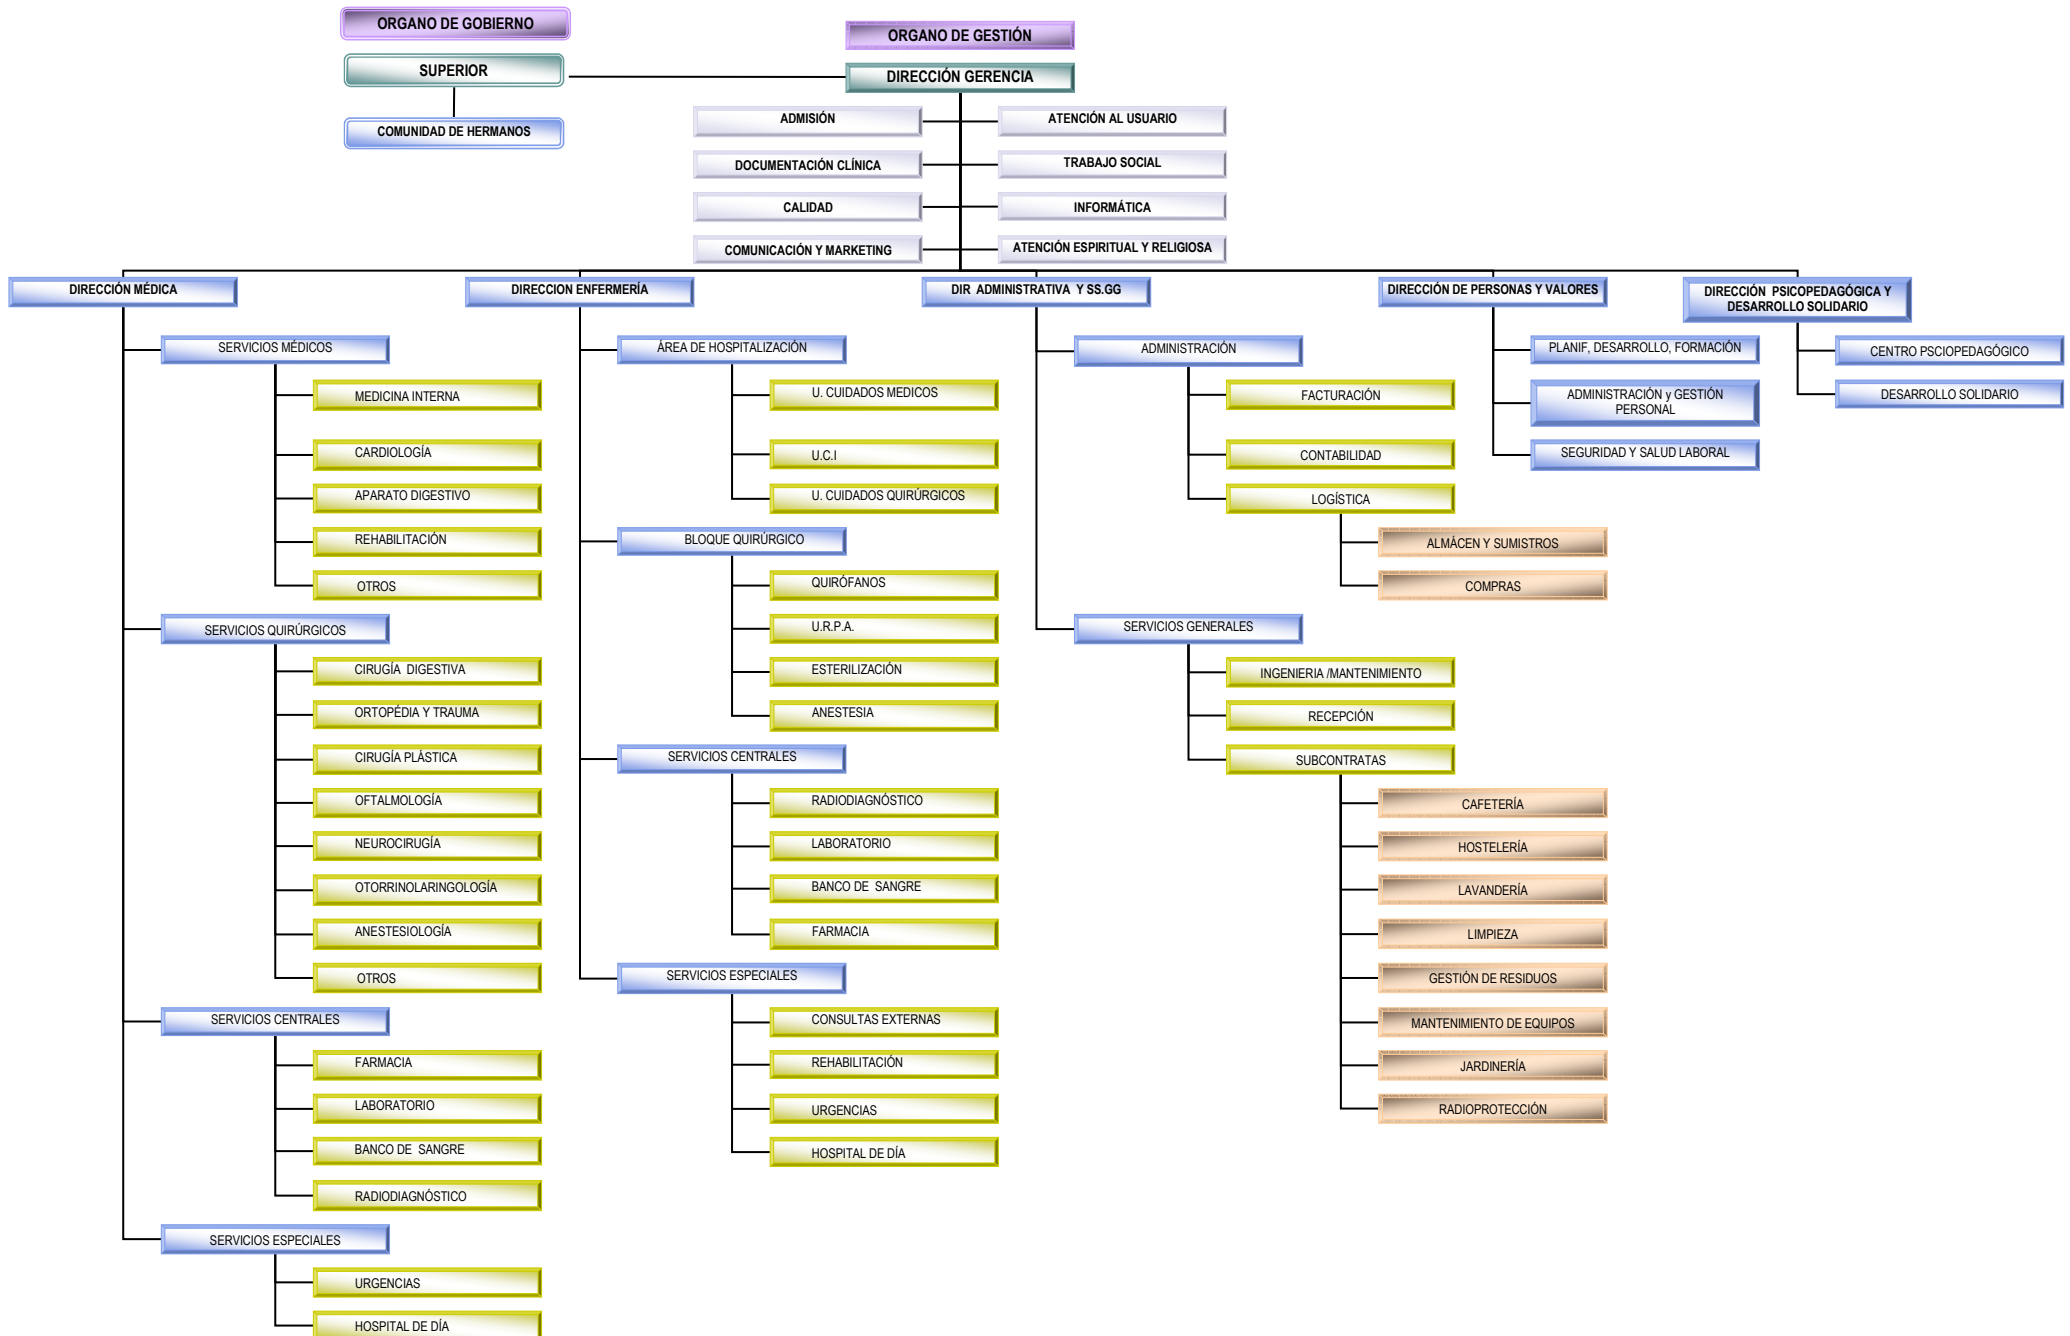 ORGANO DE GOBIERNO
ORGANO DE GESTIÓN
SUPERIOR
DIRECCIÓN GERENCIA
COMUNIDAD DE HERMANOS
ADMISIÓN
ATENCIÓN AL USUARIO
DOCUMENTACIÓN CLÍNICA
TRABAJO SOCIAL
CALIDAD
INFORMÁTICA
COMUNICACIÓN Y MARKETING
ATENCIÓN ESPIRITUAL Y RELIGIOSA
DIRECCIÓN MÉDICA
SERVICIOS MÉDICOS
MEDICINA INTERNA
CARDIOLOGÍA
APARATO DIGESTIVO
REHABILITACIÓN
OTROS
SERVICIOS QUIRÚRGICOS
CIRUGÍA DIGESTIVA
ORTOPÉDIA Y TRAUMA
CIRUGÍA PLÁSTICA
OFTALMOLOGÍA
NEUROCIRUGÍA
OTORRINOLARINGOLOGÍA
ANESTESIOLOGÍA
OTROS
SERVICIOS CENTRALES
FARMACIA
LABORATORIO
BANCO DE SANGRE
RADIODIAGNÓSTICO
SERVICIOS ESPECIALES
URGENCIAS
HOSPITAL DE DÍA
DIRECCION ENFERMERÍA
ÁREA DE HOSPITALIZACIÓN
U. CUIDADOS MEDICOS
U.C.I
U. CUIDADOS QUIRÚRGICOS
BLOQUE QUIRÚRGICO
QUIRÓFANOS
U.R.P.A.
ESTERILIZACIÓN
ANESTESIA
SERVICIOS CENTRALES
RADIODIAGNÓSTICO
LABORATORIO
BANCO DE SANGRE
FARMACIA
SERVICIOS ESPECIALES
CONSULTAS EXTERNAS
REHABILITACIÓN
URGENCIAS
HOSPITAL DE DÍA
DIR ADMINISTRATIVA Y SS.GG
ADMINISTRACIÓN
FACTURACIÓN
CONTABILIDAD
LOGÍSTICA
ALMÁCEN Y SUMISTROS
COMPRAS
SERVICIOS GENERALES
INGENIERIA /MANTENIMIENTO
RECEPCIÓN
SUBCONTRATAS
CAFETERÍA
HOSTELERÍA
LAVANDERÍA
LIMPIEZA
GESTIÓN DE RESIDUOS
MANTENIMIENTO DE EQUIPOS
JARDINERÍA
RADIOPROTECCIÓN
DIRECCIÓN DE PERSONAS Y VALORES
PLANIF, DESARROLLO, FORMACIÓN
ADMINISTRACIÓN y GESTIÓN
PERSONAL
SEGURIDAD Y SALUD LABORAL
DIRECCIÓN PSICOPEDAGÓGICA Y
DESARROLLO SOLIDARIO
CENTRO PSCIOPEDAGÓGICO
DESARROLLO SOLIDARIO